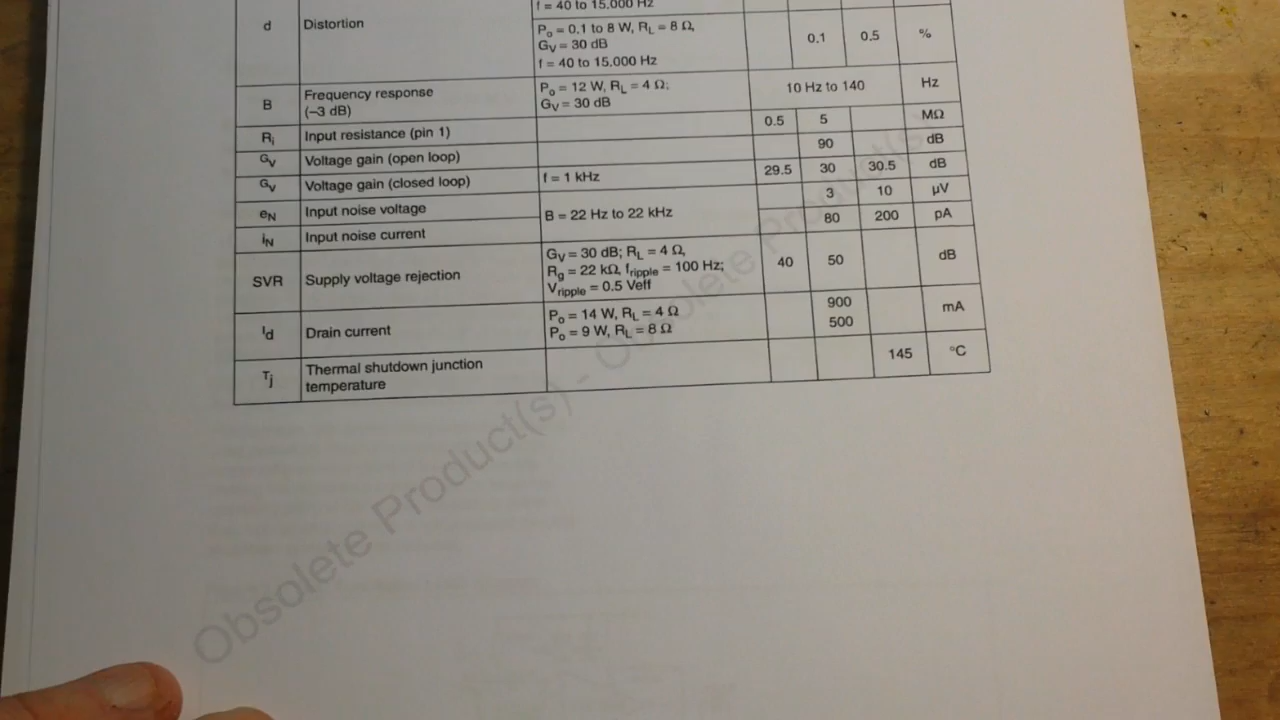 f = 40 to 15.000 Hz
d Distortion
Po = 0.1 to 8 W, RL = 8 Ω,
GV = 30 dB
f = 40 to 15.000 Hz
0.1 0.5 %
B Frequency response
(–3 dB)
Po = 12 W, RL = 4 Ω;
GV = 30 dB
10 Hz to 140 Hz
Ri Input resistance (pin 1) 0.5 5 MΩ
GV Voltage gain (open loop) 90 dB
GV Voltage gain (closed loop) f = 1 kHz 29.5 30 30.5 dB
eN Input noise voltage B = 22 Hz to 22 kHz 3 10 µV
iN Input noise current 80 200 pA
SVR Supply voltage rejection
GV = 30 dB; RL = 4 Ω,
Rg = 22 kΩ, fripple = 100 Hz;
Vripple = 0.5 Veff
40 50 dB
Id Drain current
Po = 14 W, RL = 4 Ω
Po = 9 W, RL = 8 Ω
900
500
mA
Tj Thermal shutdown junction
temperature
145 °C
Obsolete Product(s) - Obsolete Product(s)